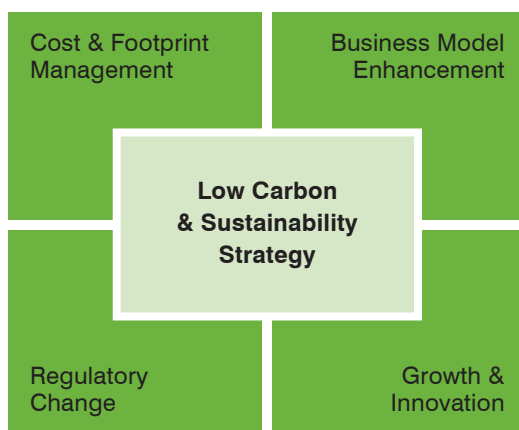 Cost & Footprint
Management
Business Model
Enhancement
Low Carbon
& Sustainability
Strategy
Regulatory
Change
Growth &
Innovation